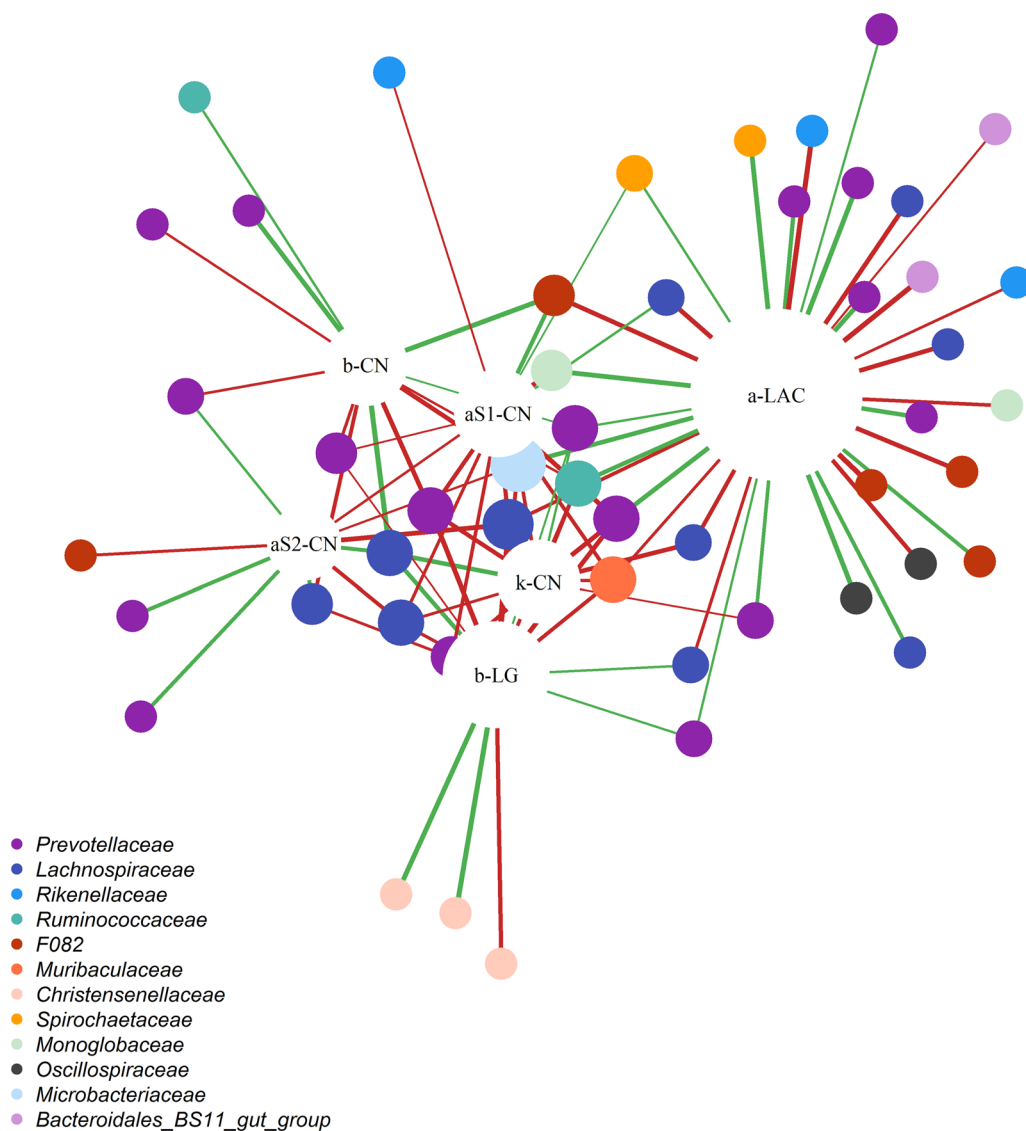 b-CN
aS1-CN
a-LAC
aS2-CN
k-CN
b-LG
Prevotellaceae
Lachnospiraceae
Rikenellaceae
Ruminococcaceae
F082
Muribaculaceae
Christensenellaceae
Spirochaetaceae
Monoglobaceae
Oscillospiraceae
Microbacteriaceae
Bacteroidales_BS11_gut_group